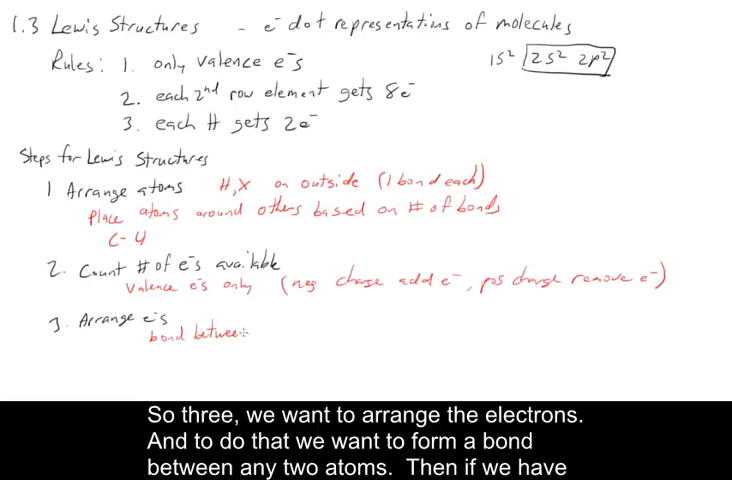 1.3 Lewis Structures - e⁻ dot representations of molecules
Rules: 1. only valence e⁻s 1s² 2s² 2p²
2. each 2nd row element gets 8e⁻
3. each H gets 2e⁻
Steps for Lewis Structures
1 Arrange atoms H,X on outside (1 bond each)
Place atoms around others based on # of bonds
C-4
2. Count # of e⁻s available
Valence e⁻s only (neg charge add e⁻, pos charge remove e⁻)
3. Arrange e⁻s
bond between
So three, we want to arrange the electrons.
And to do that we want to form a bond
between any two atoms. Then if we have